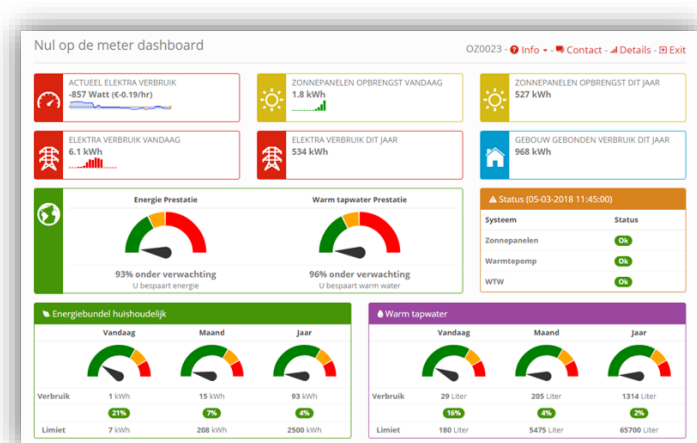 Nul op de meter dashboard
OZ0023 - Info - Contact - Details - Exit
ACTUEEL ELEKTRA VERBRUIK
-857 Watt (€-0.19/hr)
ZONNEPANELEN OPBRENGST VANDAAG
1.8 kWh
ZONNEPANELEN OPBRENGST DIT JAAR
527 kWh
ELEKTRA VERBRUIK VANDAAG
6.1 kWh
ELEKTRA VERBRUIK DIT JAAR
534 kWh
GEBOUW GEBONDEN VERBRUIK DIT JAAR
968 kWh
Energie Prestatie
93% onder verwachting
U bespaart energie
Warm tapwater Prestatie
96% onder verwachting
U bespaart warm water
Status (05-03-2018 11:45:00)
Systeem Status
Zonnepanelen Ok
Warmtepomp Ok
WTW Ok
Energiebundel huishoudelijk
Vandaag Maand Jaar
Verbruik 1 kWh 15 kWh 93 kWh
21% 7% 4%
Limiet 7 kWh 208 kWh 2500 kWh
Warm tapwater
Vandaag Maand Jaar
Verbruik 29 Liter 205 Liter 1314 Liter
16% 4% 2%
Limiet 180 Liter 5475 Liter 65700 Liter